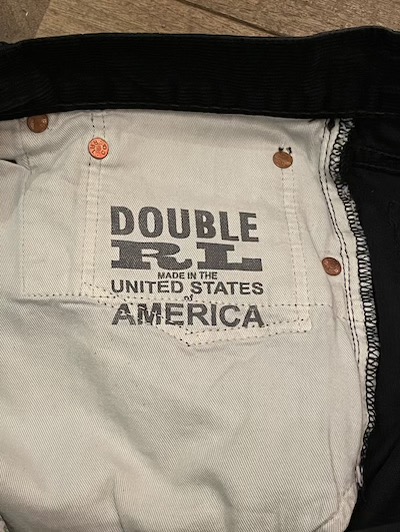 DOUBLE
RL
MADE IN THE
UNITED STATES
of
AMERICA